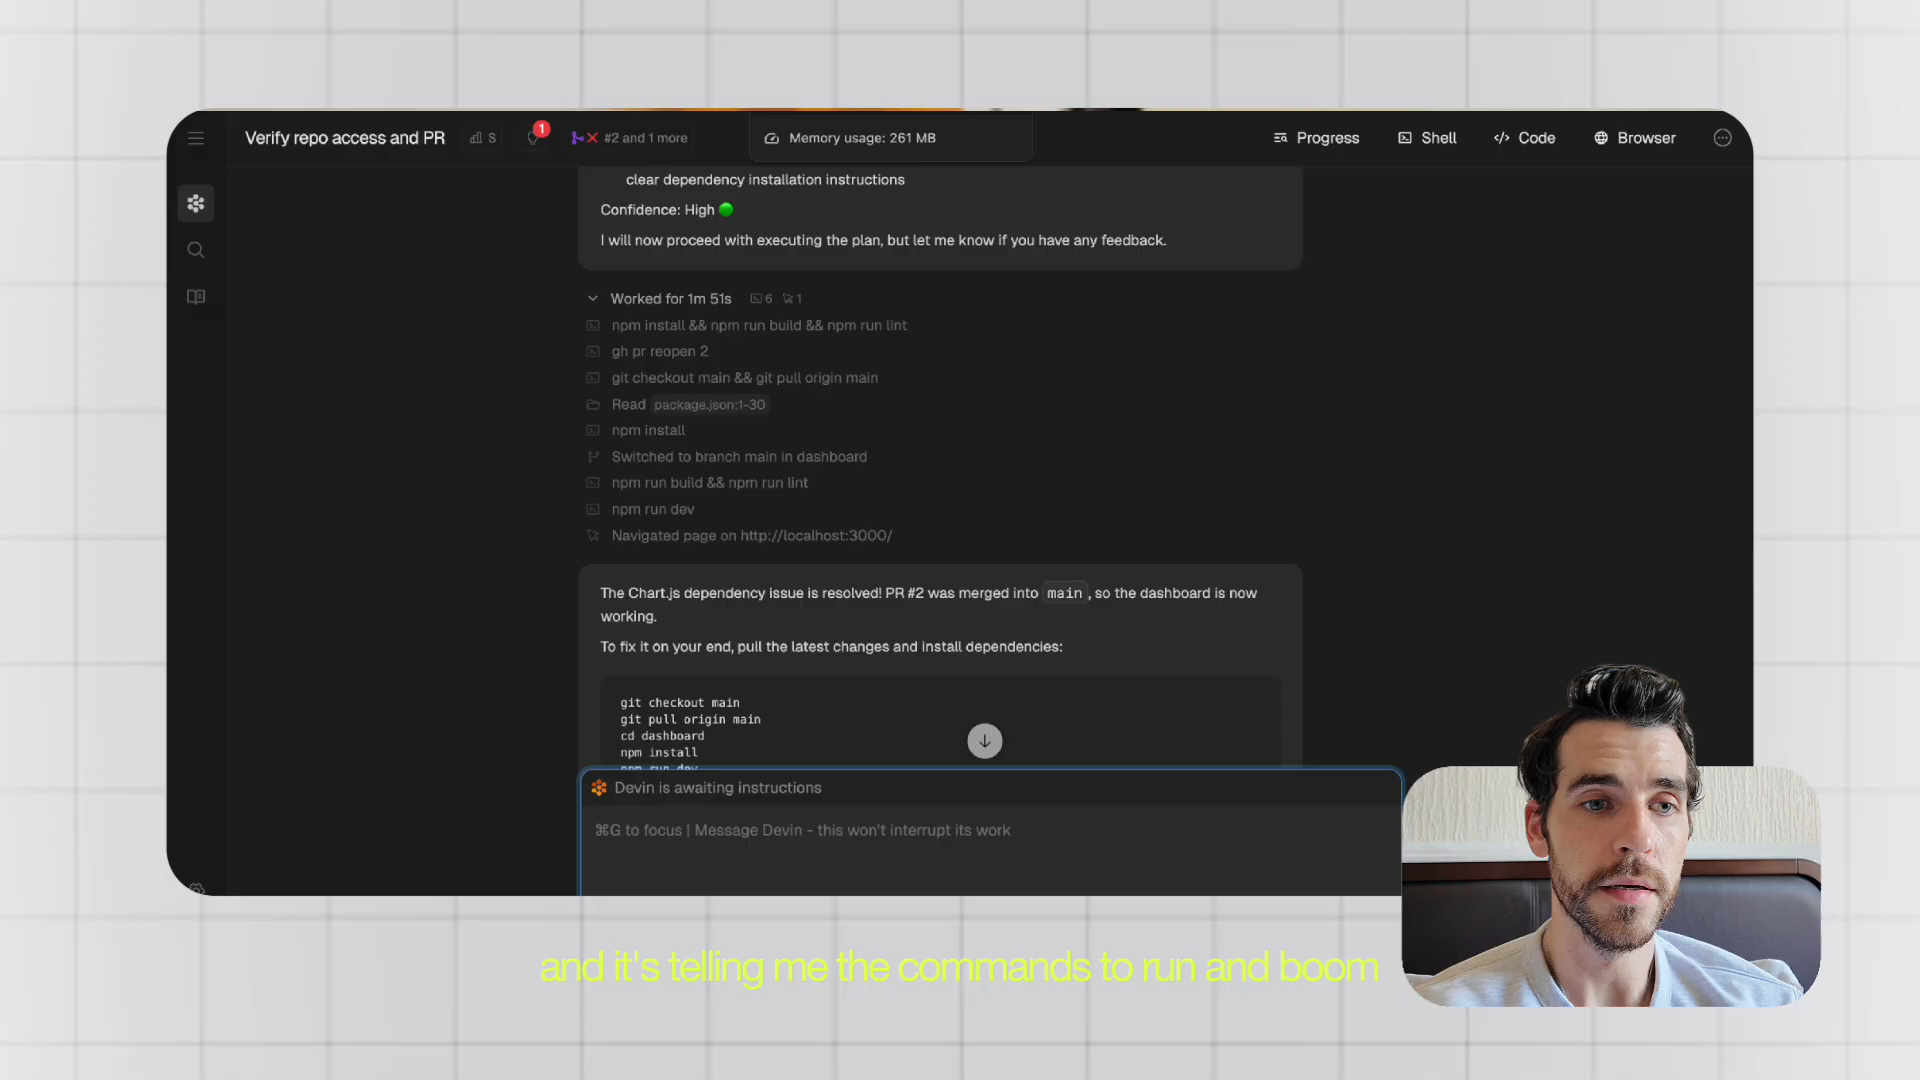 Verify repo access and PR
S
1
#2 and 1 more
Memory usage: 261 MB
Progress
Shell
Code
Browser
clear dependency installation instructions
Confidence: High
I will now proceed with executing the plan, but let me know if you have any feedback.
Worked for 1m 51s 6 1
npm install && npm run build && npm run lint
gh pr reopen 2
git checkout main && git pull origin main
Read package.json:1-30
npm install
Switched to branch main in dashboard
npm run build && npm run lint
npm run dev
Navigated page on http://localhost:3000/
The Chart.js dependency issue is resolved! PR #2 was merged into main, so the dashboard is now
working.
To fix it on your end, pull the latest changes and install dependencies:
git checkout main
git pull origin main
cd dashboard
npm install
npm run dev
Devin is awaiting instructions
⌘G to focus | Message Devin - this won't interrupt its work
and it's telling me the commands to run and boom